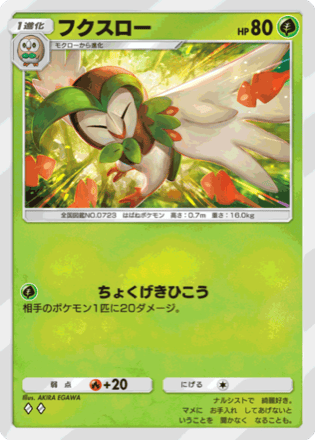 1進化
フクスロー
HP80
モクローから進化
全国図鑑NO.0723 はばねポケモン 高さ:0.7m 重さ:16.0kg
ちょくげきひこう
相手のポケモン1匹に20ダメージ。
弱点 +20 にげる
Illus. AKIRA EGAWA
ナルシストで 綺麗好き。
マメに お手入れ してあげないと
いうことを 聞かなく なることも。